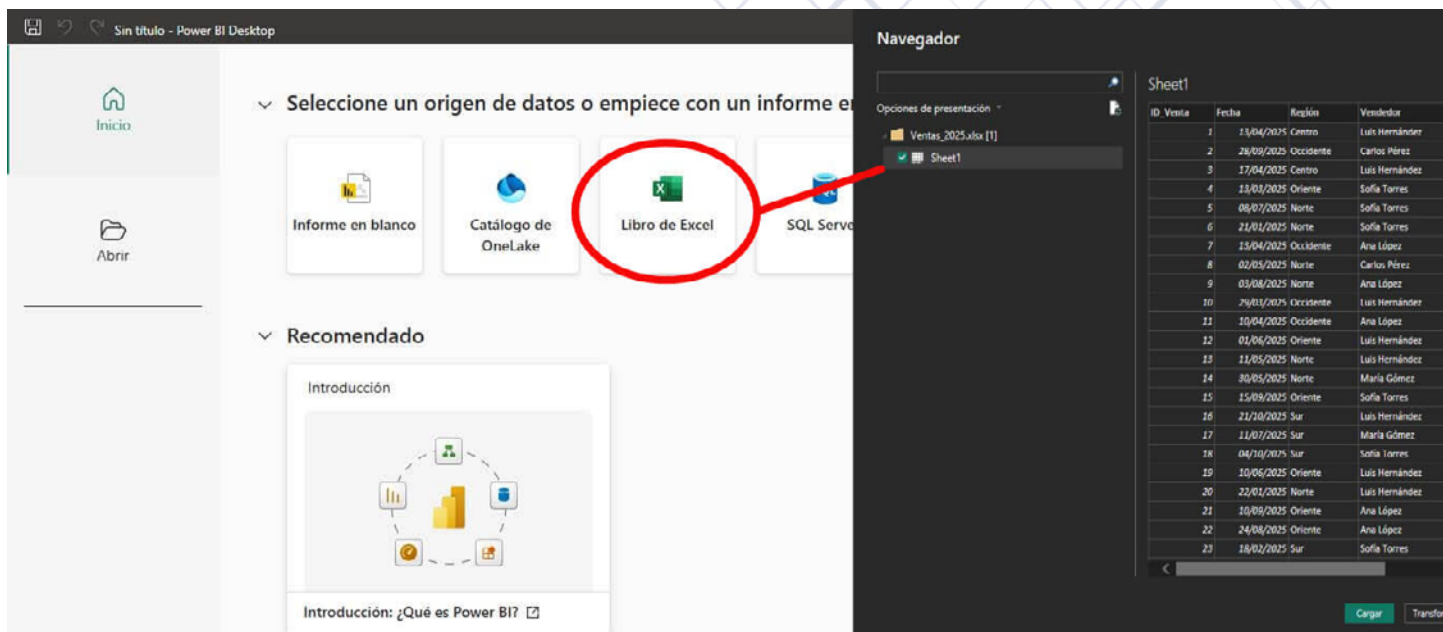 Sin título - Power BI Desktop
Inicio
Abrir
Seleccione un origen de datos o empiece con un informe en
Informe en blanco
Catálogo de
OneLake
Libro de Excel
SQL Serve
Recomendado
Introducción
Introducción: ¿Qué es Power BI?
Navegador
Opciones de presentación
Ventas_2025.xlsx [1]
Sheet1
Sheet1
ID_Venta Fecha Región Vendedor
1 13/04/2025 Centro Luis Hernández
2 28/09/2025 Occidente Carlos Pérez
3 17/04/2025 Centro Luis Hernández
4 13/03/2025 Oriente Sofía Torres
5 08/07/2025 Norte Sofía Torres
6 21/01/2025 Norte Sofía Torres
7 15/04/2025 Occidente Ana López
8 02/05/2025 Norte Carlos Pérez
9 03/08/2025 Norte Ana López
10 29/03/2025 Occidente Luis Hernández
11 10/04/2025 Occidente Ana López
12 01/06/2025 Oriente Luis Hernández
13 11/05/2025 Norte Luis Hernández
14 30/05/2025 Norte María Gómez
15 15/09/2025 Oriente Sofía Torres
16 21/10/2025 Sur Luis Hernández
17 11/07/2025 Sur María Gómez
18 04/10/2025 Sur Sofía Torres
19 10/06/2025 Oriente Luis Hernández
20 22/01/2025 Norte Luis Hernández
21 10/09/2025 Oriente Ana López
22 24/08/2025 Oriente Ana López
23 18/02/2025 Sur Sofía Torres
Cargar
Transfor